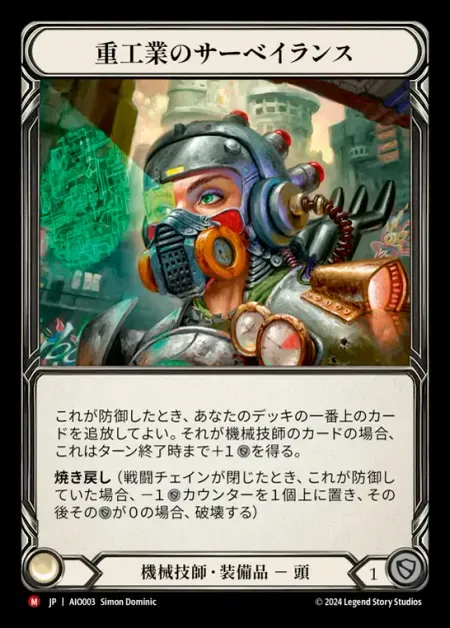 重工業のサーベイランス
これが防御したとき、あなたのデッキの一番上のカー
ドを追放してよい。それが機械技師のカードの場合、
これはターン終了時まで+1を得る。
焼き戻し（戦闘チェインが閉じたとき、これが防御し
ていた場合、－1カウンターを1個上に置き、その
後そのが０の場合、破壊する）
機械技師・装備品 － 頭
1
M JP | AIO003 Simon Dominic
© 2024 Legend Story Studios